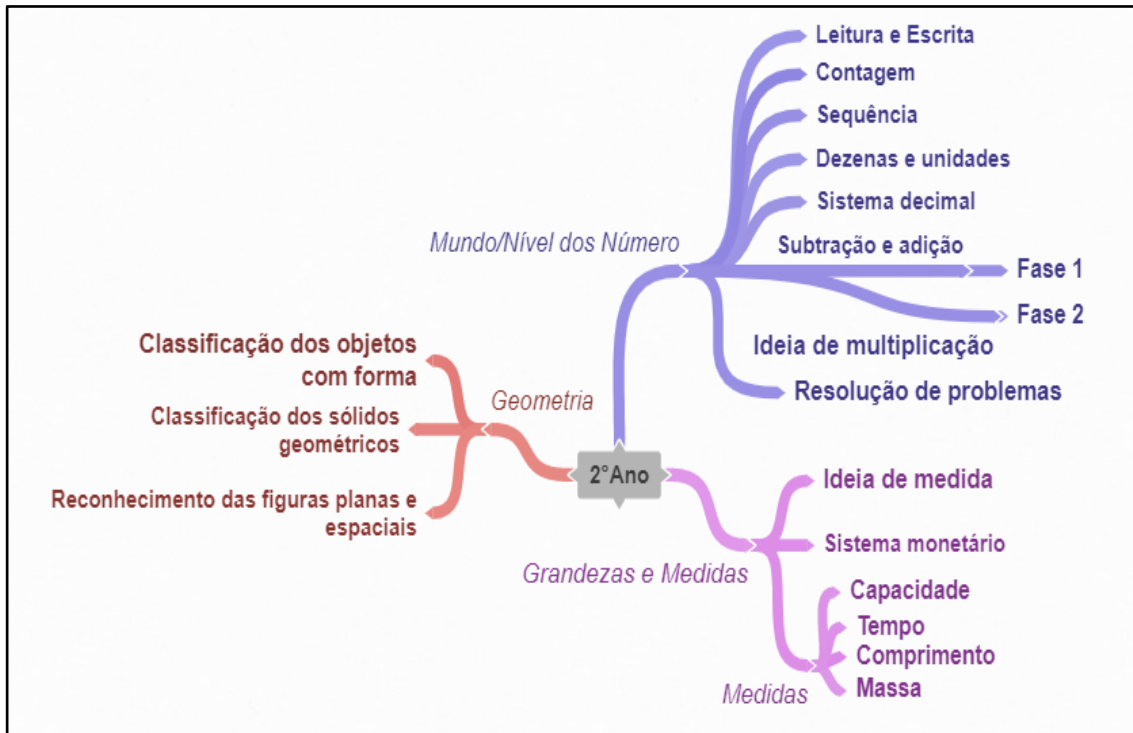 Leitura e Escrita
Contagem
Sequência
Dezenas e unidades
Sistema decimal
Mundo/Nível dos Número
Subtração e adição
Fase 1
Fase 2
Ideia de multiplicação
Resolução de problemas
Classificação dos objetos
com forma
Geometria
Classificação dos sólidos
geométricos
Reconhecimento das figuras planas e
espaciais
2°Ano
Ideia de medida
Sistema monetário
Grandezas e Medidas
Capacidade
Tempo
Comprimento
Massa
Medidas